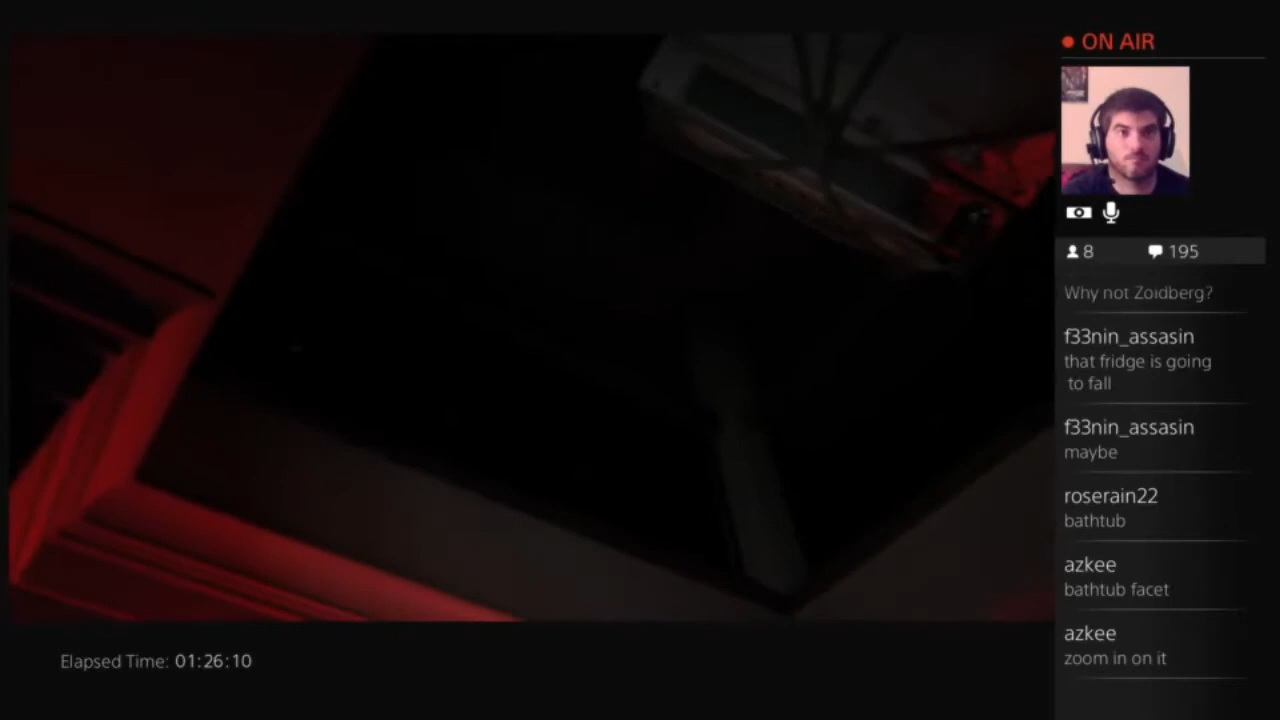 ON AIR
8 195
Why not Zoidberg?
f33nin_assasin
that fridge is going
to fall
f33nin_assasin
maybe
roserain22
bathtub
azkee
bathtub facet
azkee
zoom in on it
Elapsed Time: 01:26:10